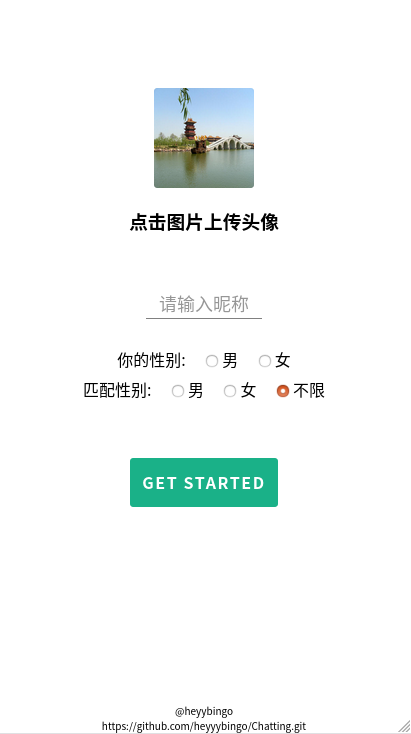 点击图片上传头像
请输入昵称
你的性别: 男 女
匹配性别: 男 女 不限
GET STARTED
@heyybingo
https://github.com/heyyybingo/Chatting.git